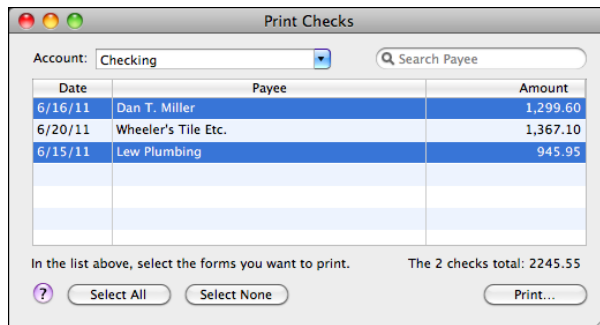 Print Checks
Account: Checking Search Payee
Date Payee Amount
6/16/11 Dan T. Miller 1,299.60
6/20/11 Wheeler's Tile Etc. 1,367.10
6/15/11 Lew Plumbing 945.95
In the list above, select the forms you want to print. The 2 checks total: 2245.55
? Select All Select None Print...